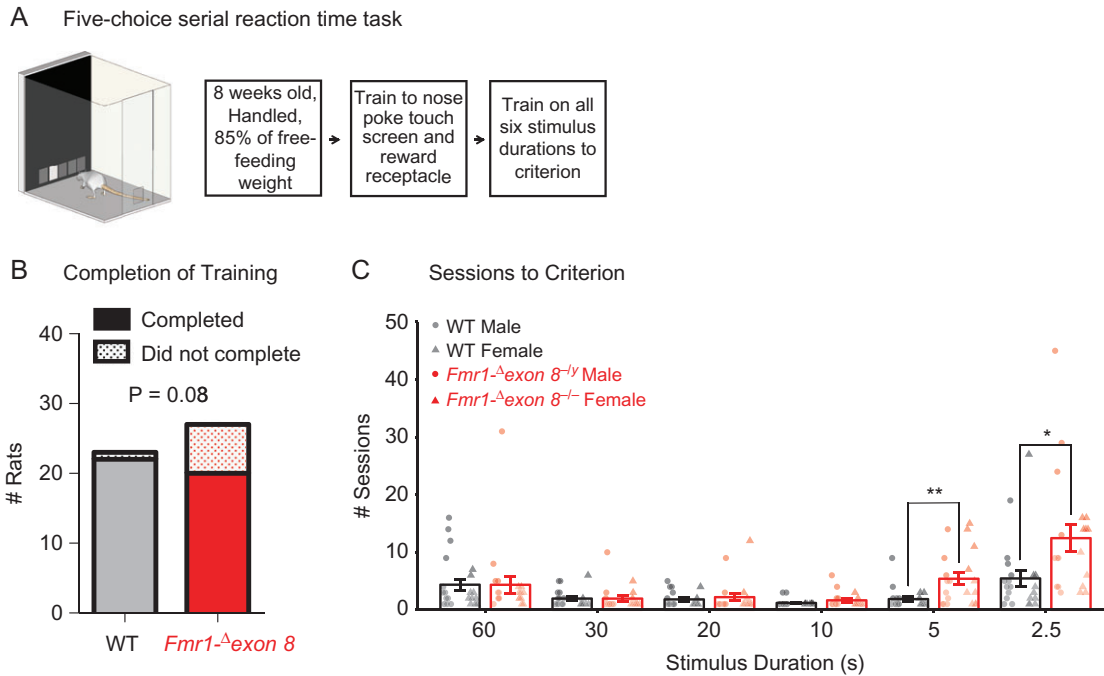 A Five-choice serial reaction time task
8 weeks old,
Handled,
85% of free-
feeding
weight
Train to nose
poke touch
screen and
reward
receptacle
Train on all
six stimulus
durations to
criterion
B Completion of Training
Completed
Did not complete
P = 0.08
40
30
20
10
0
# Rats
WT
Fmr1-Δexon 8
C Sessions to Criterion
WT Male
WT Female
Fmr1-Δexon 8−/y Male
Fmr1-Δexon 8−/− Female
50
40
30
20
10
0
# Sessions
**
*
60 30 20 10 5 2.5
Stimulus Duration (s)